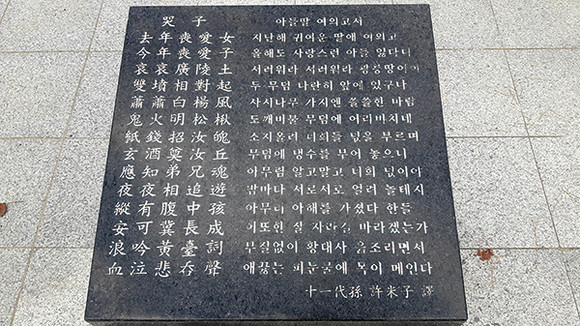 哭子 아들딸 여의고서
去年喪愛女 지난해 귀여운 딸애 여의고
今年喪愛子 올해도 사랑스런 아들 잃다니
哀哀廣陵土 서러워라 서러워라 광릉땅이여
雙墳相對起 두 무덤 나란히 앞에 있구나
蕭蕭白楊風 사시나무 가지엔 쓸쓸한 바람
鬼火明松楸 도깨비불 무덤에 어리비치네
紙錢招汝魄 소지올려 너희들 넋을 부르며
玄酒奠汝丘 무덤에 냉수를 부어 놓으니
應知弟兄魂 아무렴 알고말고 너희 넋이야
夜夜相追遊 밤마다 서로서로 얼려 놀테지
縱有腹中孩 아무리 아해를 가졌다 한들
安可冀長成 이또한 잘 자라길 바라겠는가
浪吟黃臺詞 부질없이 황대사 읊조리면서
血泣悲呑聲 애끓는 피눈물에 목이 메인다
十一代孫 許米子 譯